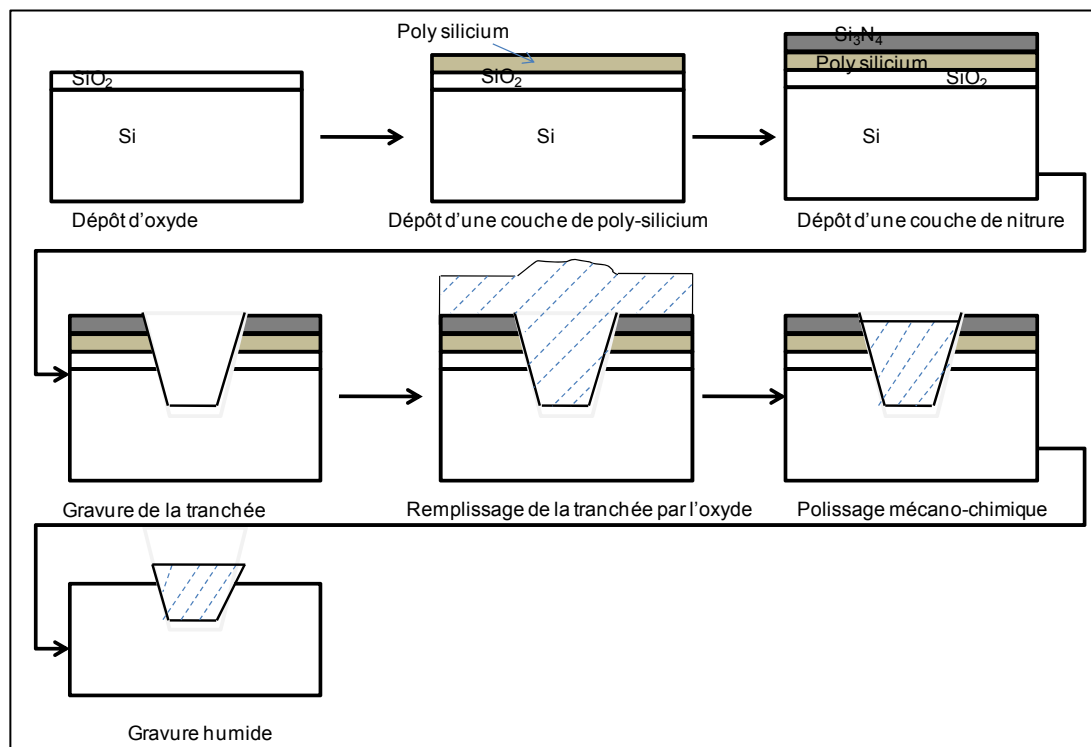 SiO₂
Si
Dépôt d'oxyde
Poly silicium
SiO₂
Si
Dépôt d'une couche de poly-silicium
Si₃N₄
Poly silicium
SiO₂
Si
Dépôt d'une couche de nitrure
Gravure de la tranchée
Remplissage de la tranchée par l'oxyde
Polissage mécano-chimique
Gravure humide